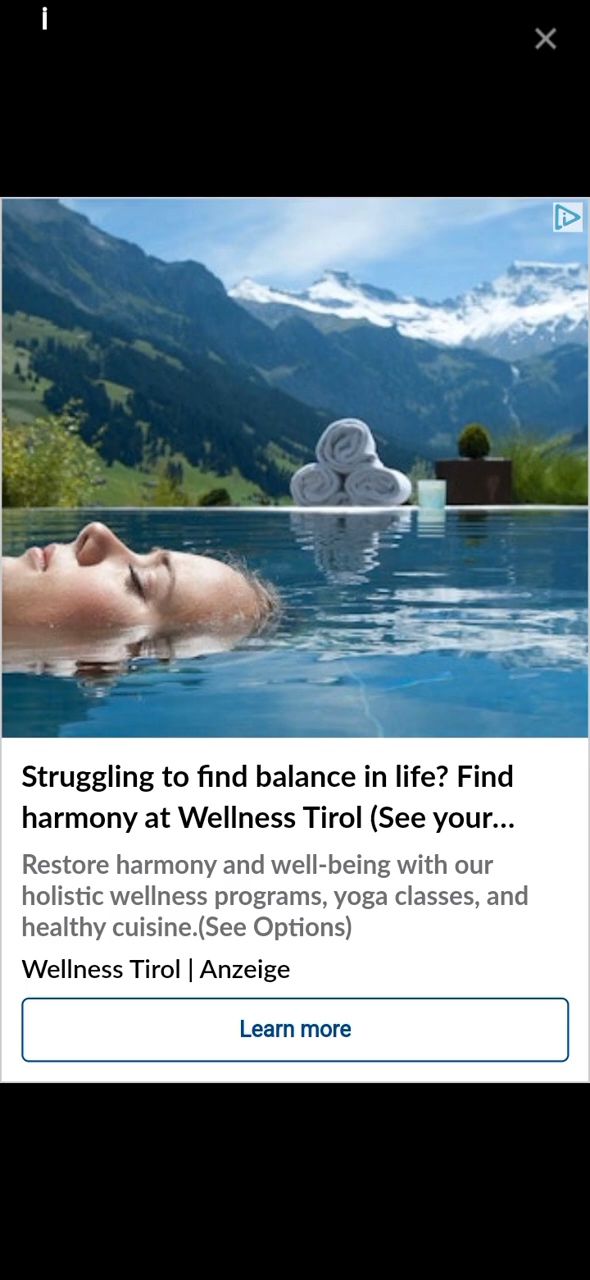 i
Struggling to find balance in life? Find
harmony at Wellness Tirol (See your...
Restore harmony and well-being with our
holistic wellness programs, yoga classes, and
healthy cuisine.(See Options)
Wellness Tirol | Anzeige
Learn more